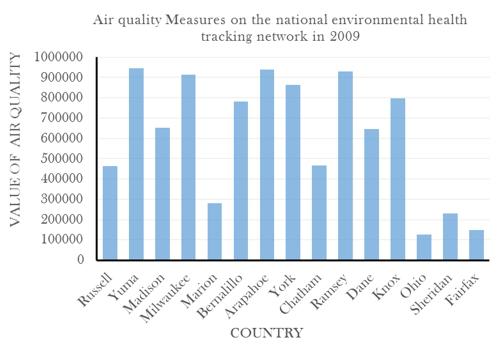 Air quality Measures on the national environmental health
tracking network in 2009
VALUE OF AIR QUALITY
1000000
900000
800000
700000
600000
500000
400000
300000
200000
100000
0
Russell
Yuma
Madison
Milwaukee
Marion
Bernalillo
Arapahoe
York
Chatham
Ramsey
Dane
Knox
Ohio
Sheridan
Fairfax
COUNTRY